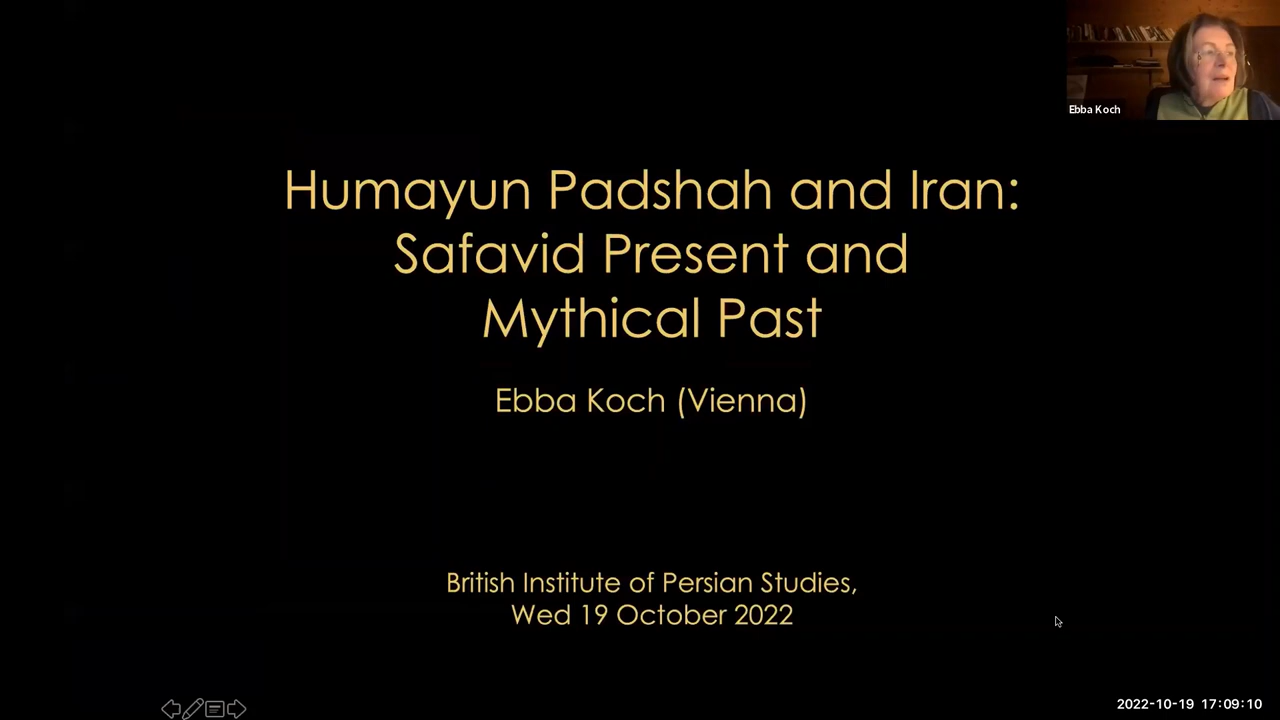 Ebba Koch
Humayun Padshah and Iran:
Safavid Present and
Mythical Past
Ebba Koch (Vienna)
British Institute of Persian Studies,
Wed 19 October 2022
2022-10-19 17:09:10